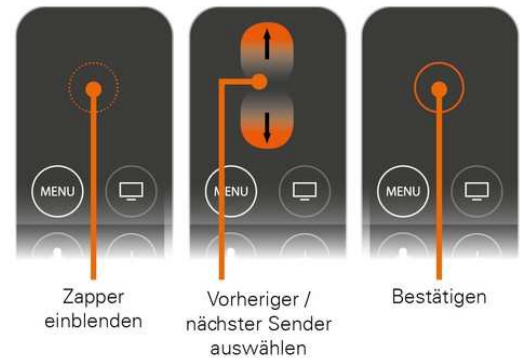 MENU
MENU
MENU
Zapper
einblenden
Vorheriger /
nächster Sender
auswählen
Bestätigen